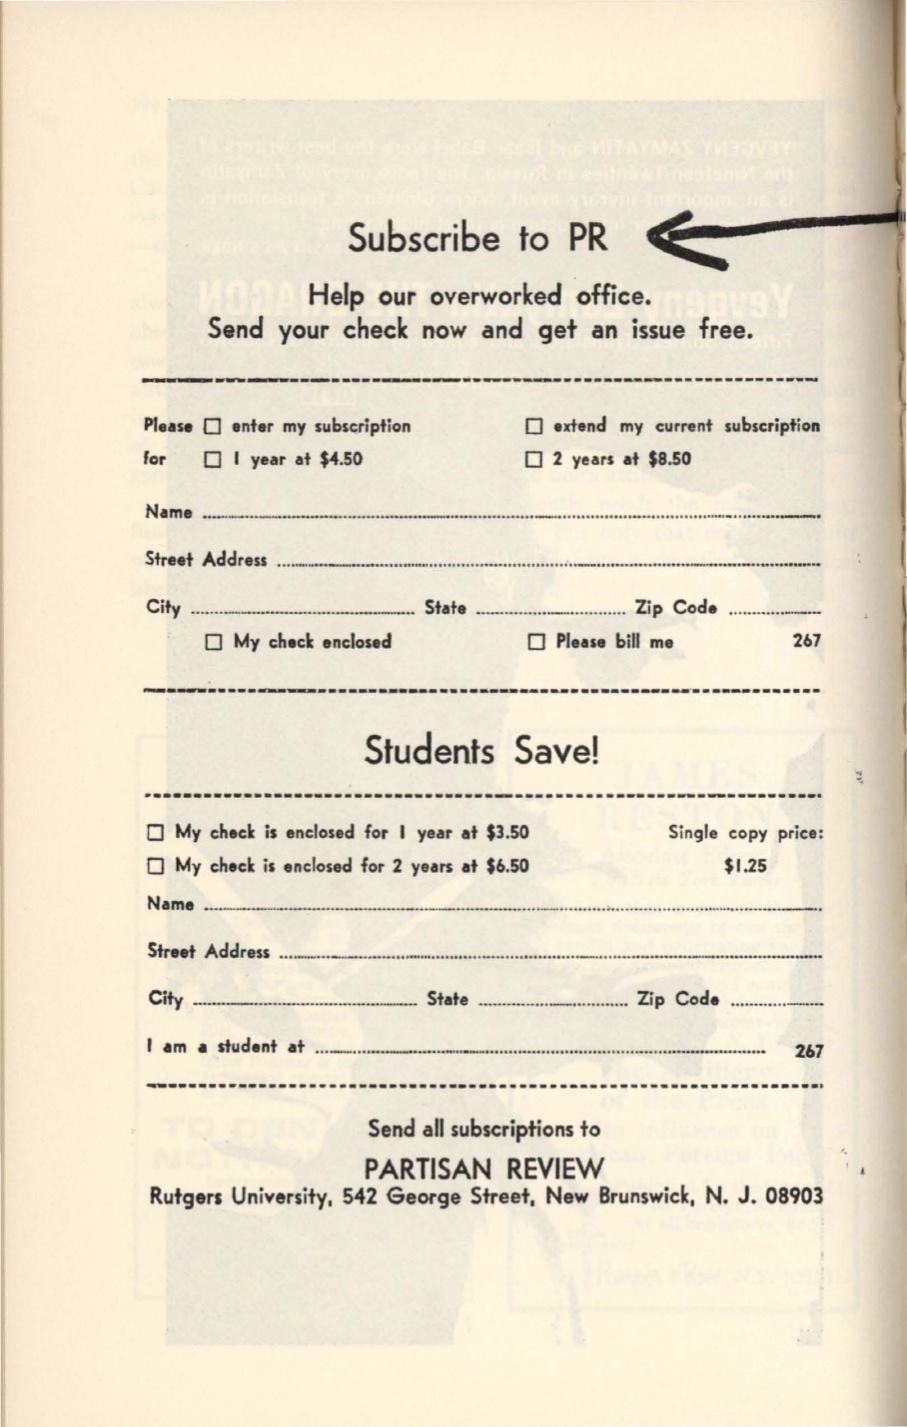 Subscribe to PR
Help our overworked office.
Send your check now and get an issue free.
Please □ enter my subscription □ extend my current subscription
for □ 1 year at $4.50 □ 2 years at $8.50
Name
Street Address
City State Zip Code
□ My check enclosed □ Please bill me 267
Students Save!
□ My check is enclosed for 1 year at $3.50 Single copy price:
□ My check is enclosed for 2 years at $6.50 $1.25
Name
Street Address
City State Zip Code
I am a student at 267
Send all subscriptions to
PARTISAN REVIEW
Rutgers University, 542 George Street, New Brunswick, N. J. 08903